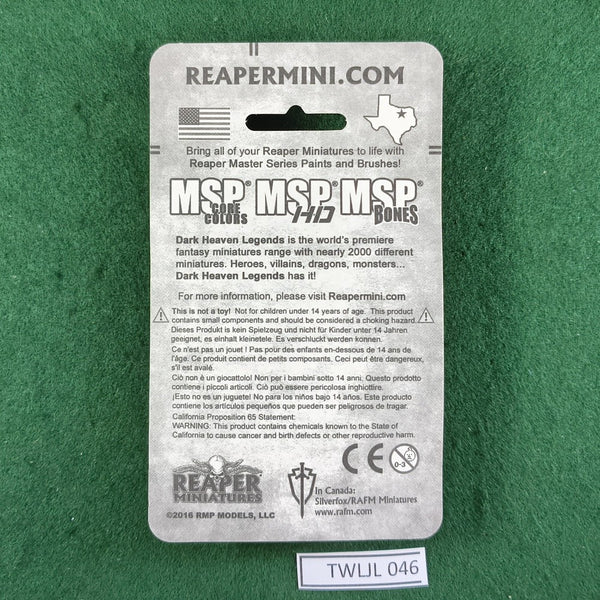 REAPERMINI.COM
Bring all of your Reaper Miniatures to life with
Reaper Master Series Paints and Brushes!
MSP® CORE COLORS MSP® HD MSP® BONES
Dark Heaven Legends is the world's premiere
fantasy miniatures range with nearly 2000 different
miniatures. Heroes, villains, dragons, monsters...
Dark Heaven Legends has it!
For more information, please visit Reapermini.com
This is not a toy! Not for children under 14 years of age. This product
contains small components and should be considered a choking hazard.
Dieses Produkt is kein Spielzeug und nicht für Kinder unter 14 Jahren
geeignet, es einhalt kleinetele. Es verschluckt werden konnen.
Ce n'est pas un jouet ! Pas pour des enfants en-dessous de 14 ans de
l'âge. Ce produit contient de petits composants. Ceci peut être dangereux,
s'il est avalé.
Ciò non è un giocattolo! Non per i bambini sotto 14 anni. Questo prodotto
contiene i piccoli articoli. Ciò può essere pericolosa inghiottire.
¡Esto no es un juguete! No para los niños bajo 14 años. Este producto
contiene los artículos pequeños que pueden ser peligrosos de tragar.
California Proposition 65 Statement:
WARNING: This product contains chemicals known to the State of
California to cause cancer and birth defects or other reproductive harm.
REAPER
MINIATURES
©2016 RMP MODELS, LLC
In Canada:
Silverfox/RAFM Miniatures
www.rafm.com
CE
0-3
TWLJL 046